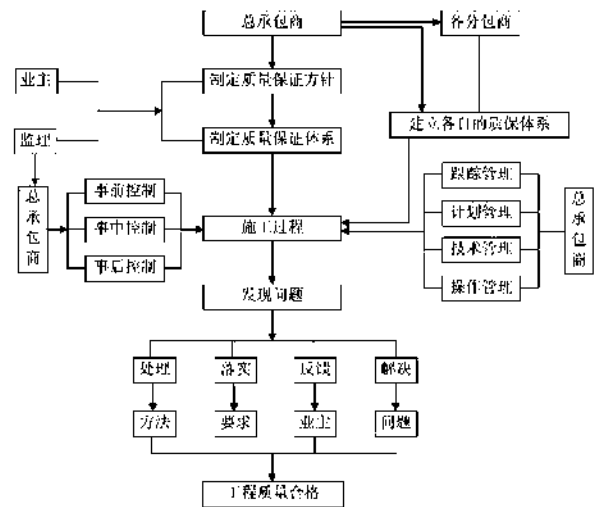 总承包商
各分包商
业主
制定质量保证方针
建立各自的质保体系
监理
制定质量保证体系
总承包商
事前控制
事中控制
事后控制
施工过程
跟踪管理
计划管理
技术管理
操作管理
总承包商
发现问题
处理
落实
反馈
解决
方法
要求
业主
问题
工程质量合格